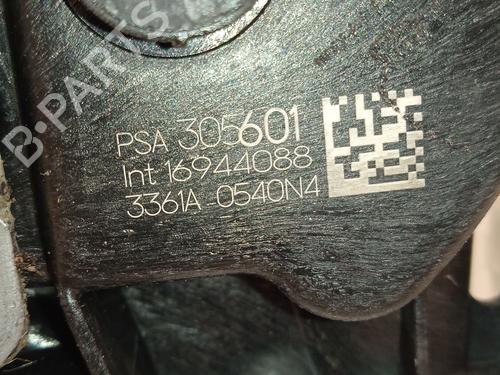 B-PARTS
PSA 305601
Int 16944088
3361A 0540N4